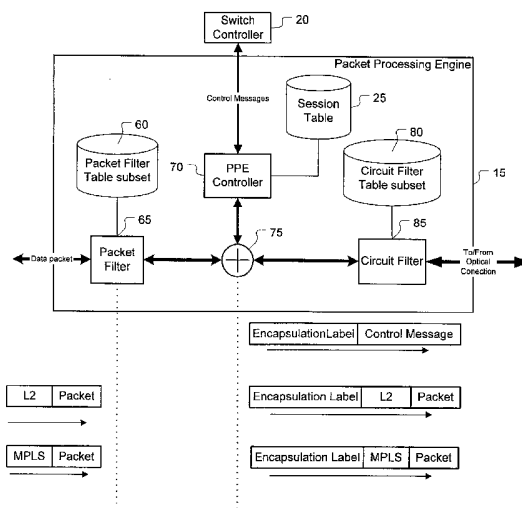 Switch
Controller
20
Packet Processing Engine
Control Messages
Session
Table
25
60
Packet Filter
Table subset
70
PPE
Controller
80
Circuit Filter
Table subset
15
65
75
85
Data packet
Packet
Filter
Circuit Filter
To/From
Optical
Conection
EncapsulationLabel
Control Message
L2
Packet
Encapsulation Label
L2
Packet
MPLS
Packet
Encapsulation Label
MPLS
Packet